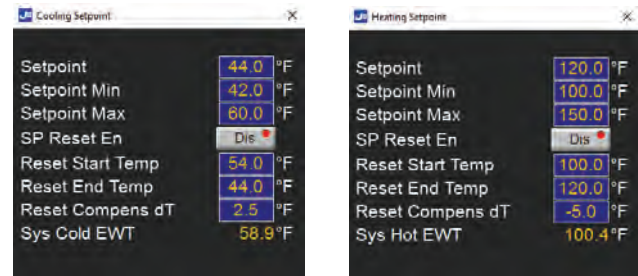 Cooling Setpoint
Setpoint 44.0 °F
Setpoint Min 42.0 °F
Setpoint Max 60.0 °F
SP Reset En Dis
Reset Start Temp 54.0 °F
Reset End Temp 44.0 °F
Reset Compens dT 2.5 °F
Sys Cold EWT 58.9 °F
Heating Setpoint
Setpoint 120.0 °F
Setpoint Min 100.0 °F
Setpoint Max 150.0 °F
SP Reset En Dis
Reset Start Temp 100.0 °F
Reset End Temp 120.0 °F
Reset Compens dT -5.0 °F
Sys Hot EWT 100.4 °F